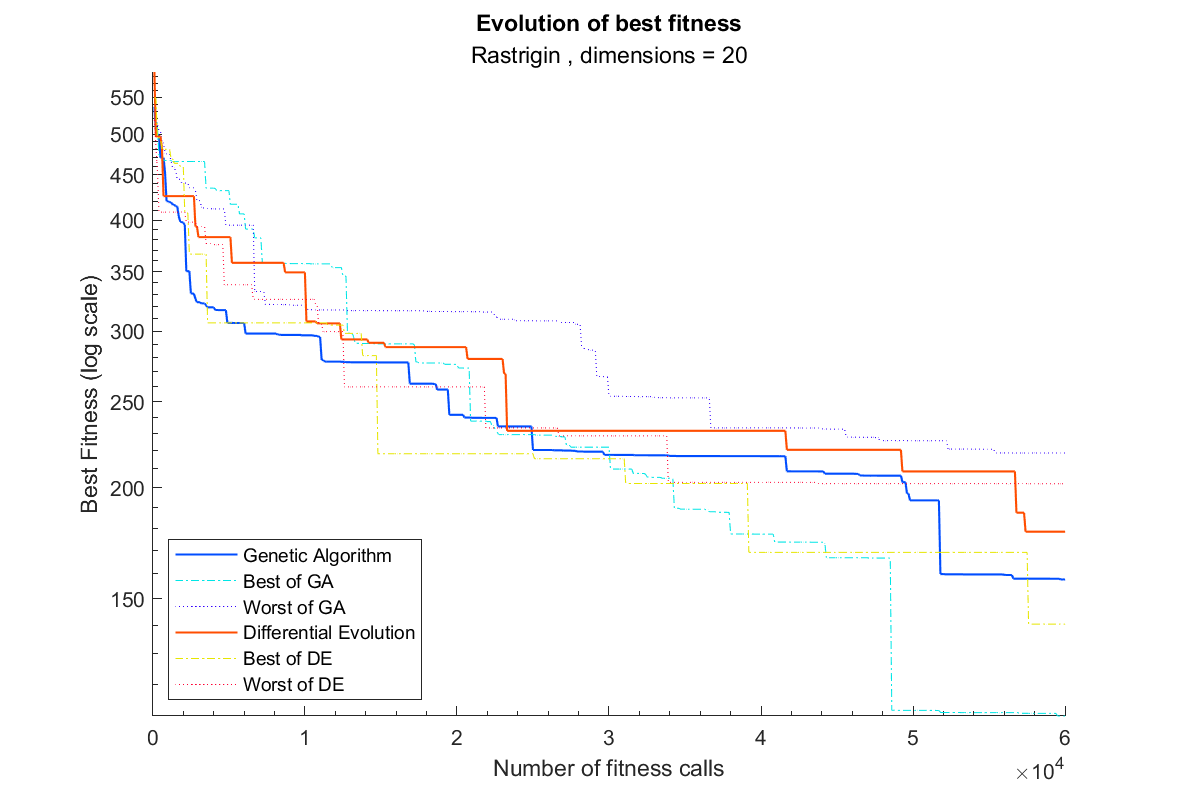 Evolution of best fitness
Rastrigin , dimensions = 20
Best Fitness (log scale)
550
500
450
400
350
300
250
200
150
Genetic Algorithm
Best of GA
Worst of GA
Differential Evolution
Best of DE
Worst of DE
0 1 2 3 4 5 6
Number of fitness calls
×10⁴